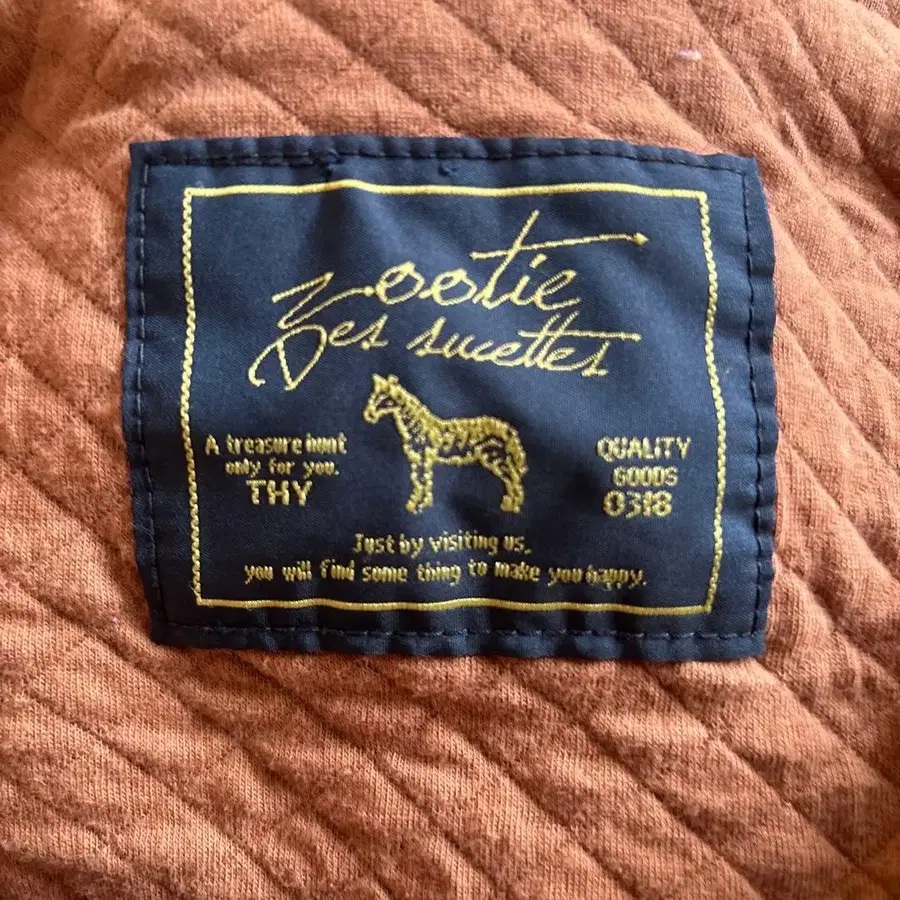 Zootie
Des sucettes
A treasure hunt
only for you.
THY
QUALITY
GOODS
0318
Just by visiting us,
you will find some thing to make you happy.